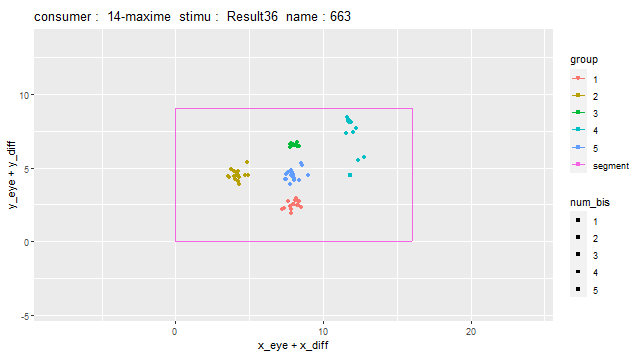 consumer : 14-maxime stimu : Result36 name : 663
y_eye + y_diff
10
5
0
-5
0
10
20
x_eye + x_diff
group
1
2
3
4
5
segment
num_bis
1
2
3
4
5